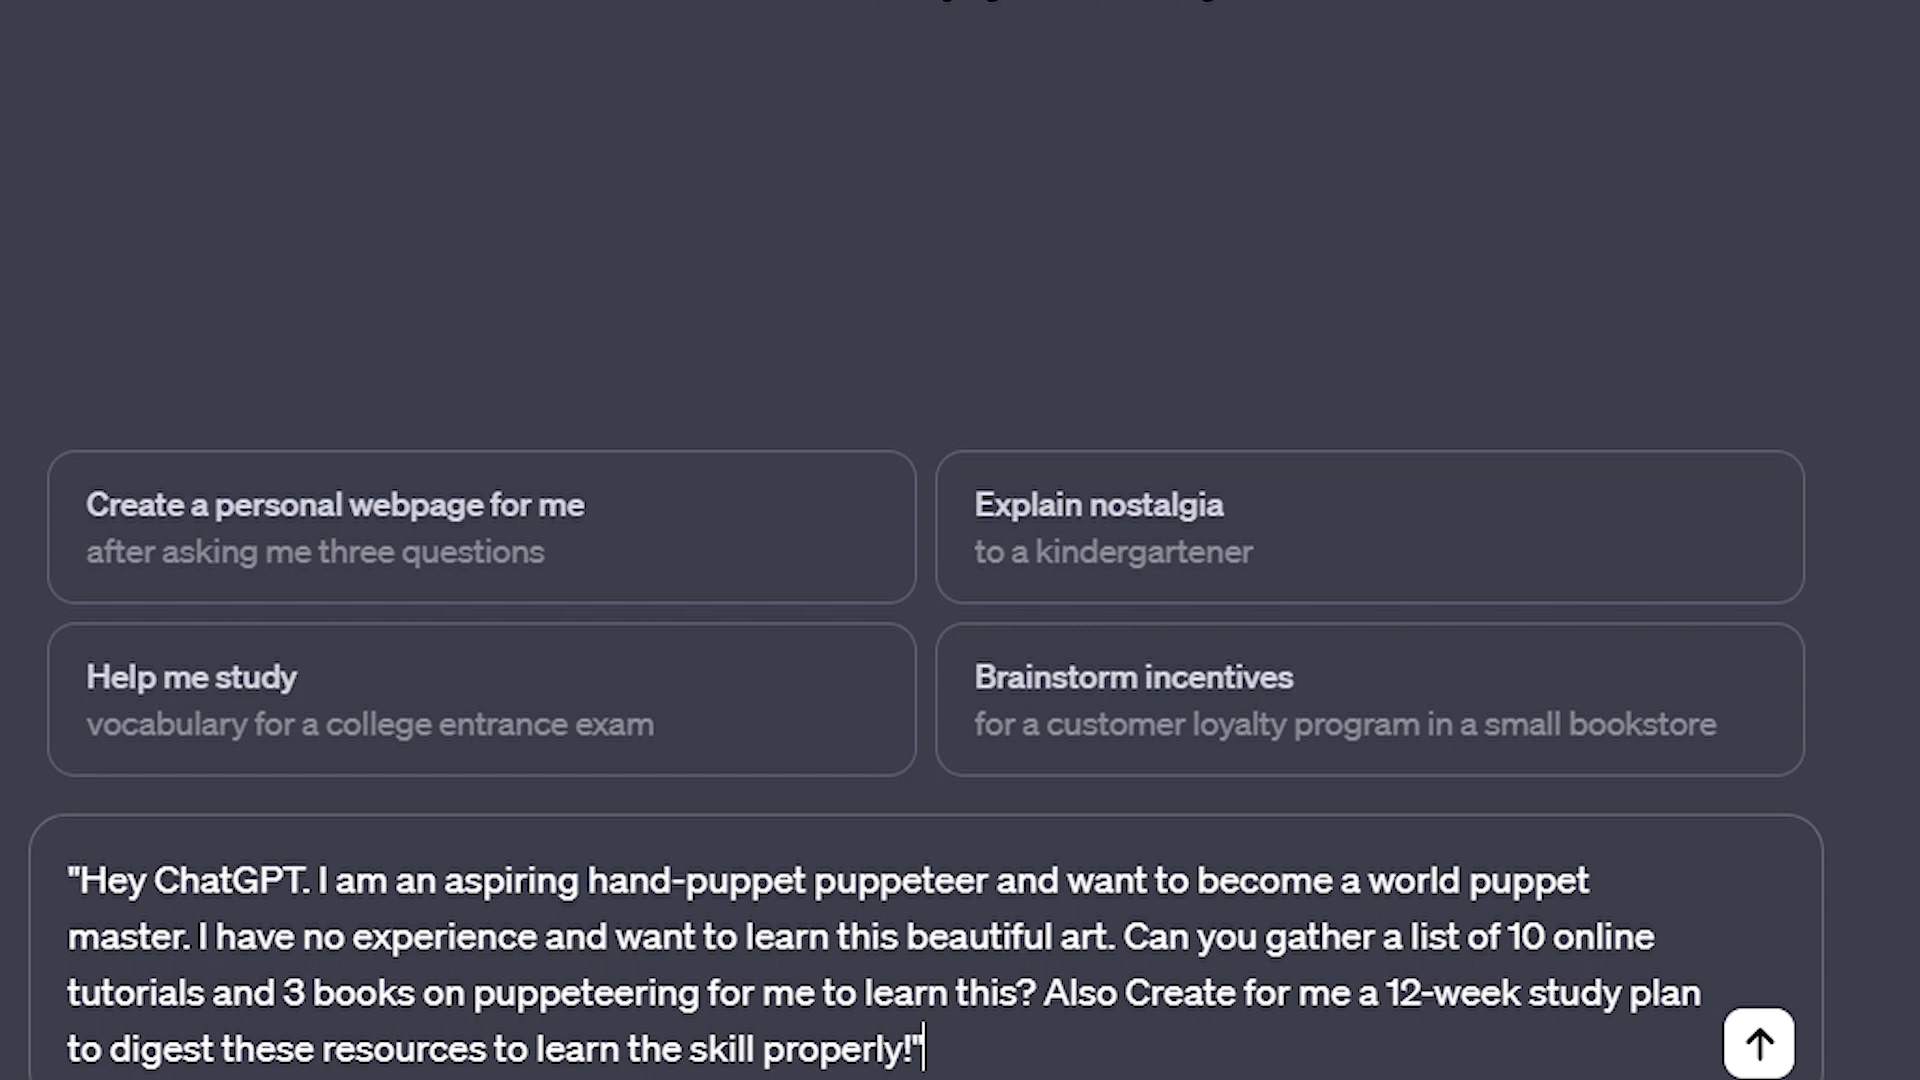 Create a personal webpage for me
after asking me three questions
Explain nostalgia
to a kindergartener
Help me study
vocabulary for a college entrance exam
Brainstorm incentives
for a customer loyalty program in a small bookstore
"Hey ChatGPT. I am an aspiring hand-puppet puppeteer and want to become a world puppet
master. I have no experience and want to learn this beautiful art. Can you gather a list of 10 online
tutorials and 3 books on puppeteering for me to learn this? Also Create for me a 12-week study plan
to digest these resources to learn the skill properly!"